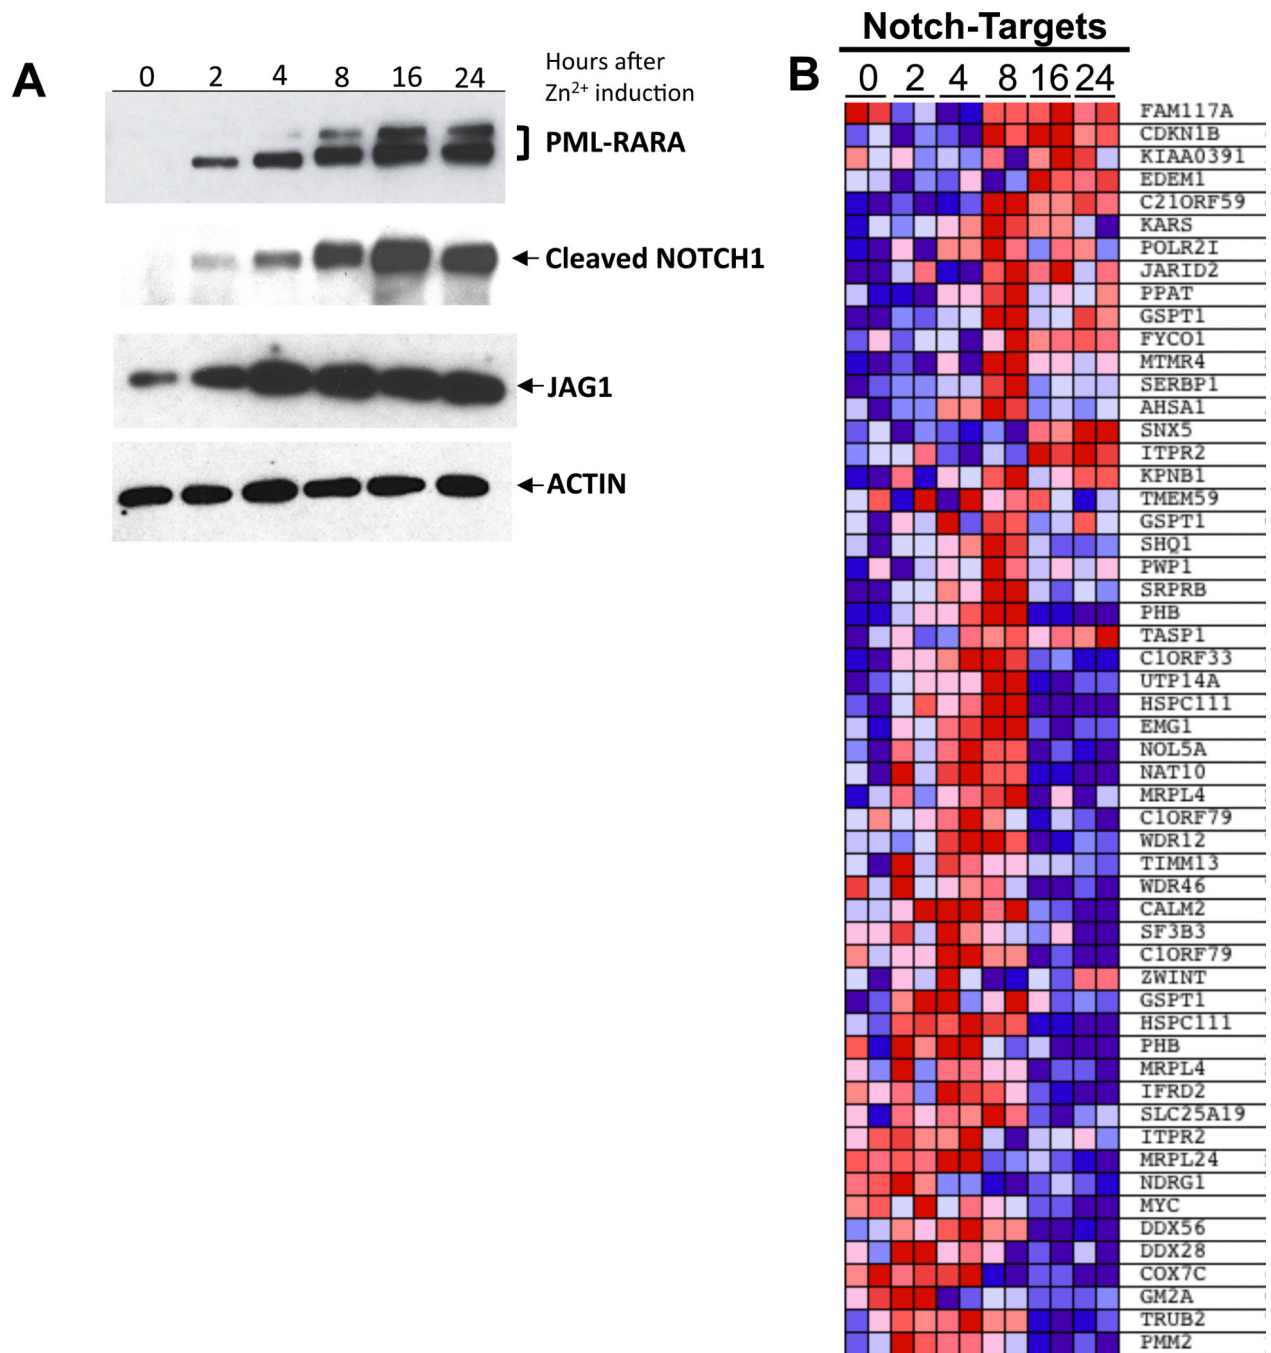 A
0 2 4 8 16 24
Hours after
Zn²⁺ induction
PML-RARA
Cleaved NOTCH1
JAG1
ACTIN
Notch-Targets
B
0 2 4 8 16 24
FAM117A
CDKN1B
KIAA0391
EDEM1
C21ORF59
KARS
POLR2I
JARID2
PPAT
GSPT1
FYCO1
MTMR4
SERBP1
AHSA1
SNX5
ITPR2
KPNB1
TMEM59
GSPT1
SHQ1
PWP1
SRPRB
PHB
TASP1
C1ORF33
UTP14A
HSPC111
EMG1
NOL5A
NAT10
MRPL4
C1ORF79
WDR12
TIMM13
WDR46
CALM2
SF3B3
C1ORF79
ZWINT
GSPT1
HSPC111
PHB
MRPL4
IFRD2
SLC25A19
ITPR2
MRPL24
NDRG1
MYC
DDX56
DDX28
COX7C
GM2A
TRUB2
PMM2